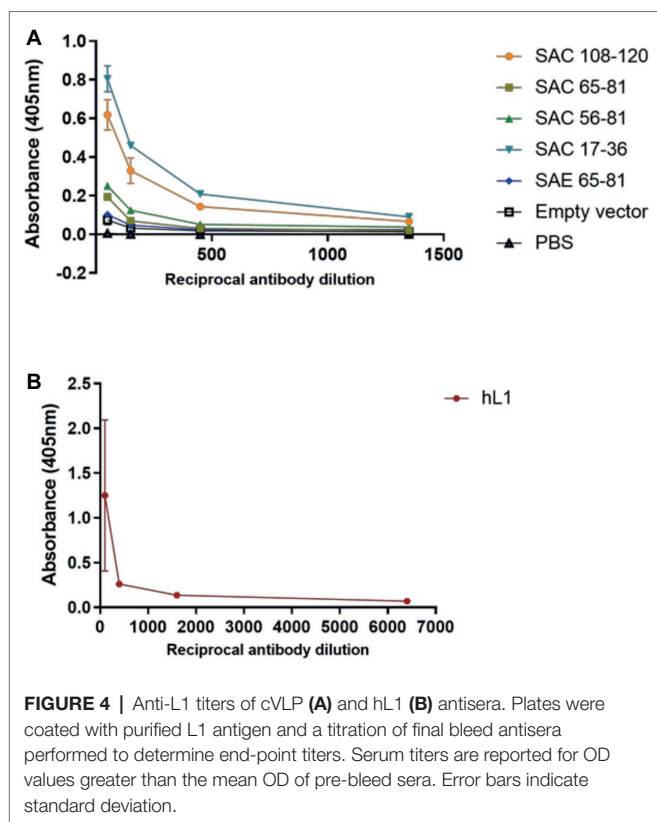 A
1.0
0.8
0.6
0.4
0.2
0.0
-0.2
Absorbance (405nm)
500
1000
1500
Reciprocal antibody dilution
SAC 108-120
SAC 65-81
SAC 56-81
SAC 17-36
SAE 65-81
Empty vector
PBS
B
2.5
2.0
1.5
1.0
0.5
0.0
Absorbance (405nm)
0 1000 2000 3000 4000 5000 6000 7000
Reciprocal antibody dilution
hL1
FIGURE 4 | Anti-L1 titers of cVLP (A) and hL1 (B) antisera. Plates were
coated with purified L1 antigen and a titration of final bleed antisera
performed to determine end-point titers. Serum titers are reported for OD
values greater than the mean OD of pre-bleed sera. Error bars indicate
standard deviation.